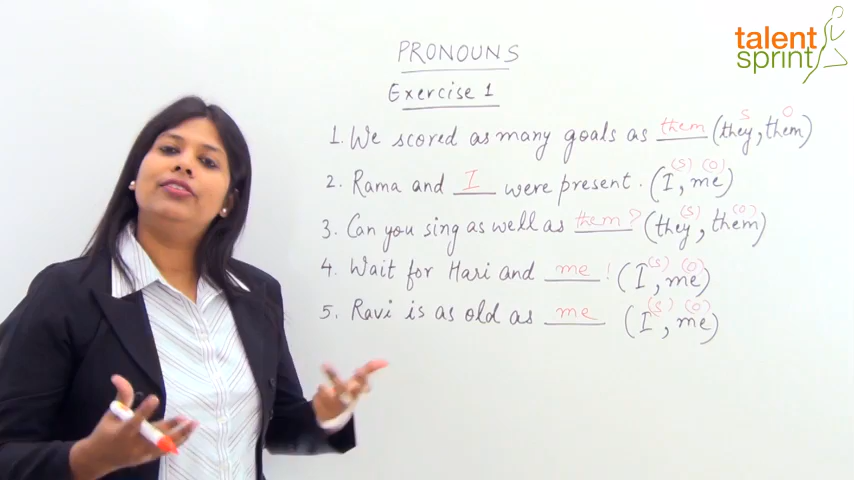 talent
sprint
PRONOUNS
Exercise 1
1. We scored as many goals as them (they, them)
S O
2. Rama and I were present. (I, me)
(S) (O)
3. Can you sing as well as them? (they, them)
(S) (O)
4. Wait for Hari and me! (I, me)
(S) (O)
5. Ravi is as old as me (I, me)
(S) (O)